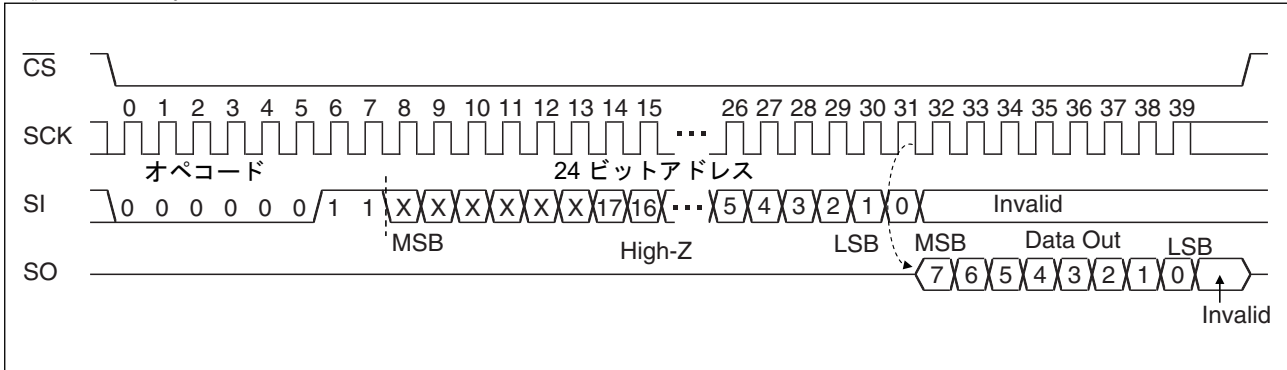 CS
0 1 2 3 4 5 6 7 8 9 10 11 12 13 14 15 26 27 28 29 30 31 32 33 34 35 36 37 38 39
SCK ...
オペコード 24 ビットアドレス
SI 0 0 0 0 0 0 1 1 X X X X X X 17 16 ... 5 4 3 2 1 0 Invalid
MSB High-Z LSB MSB Data Out LSB
SO 7 6 5 4 3 2 1 0
Invalid